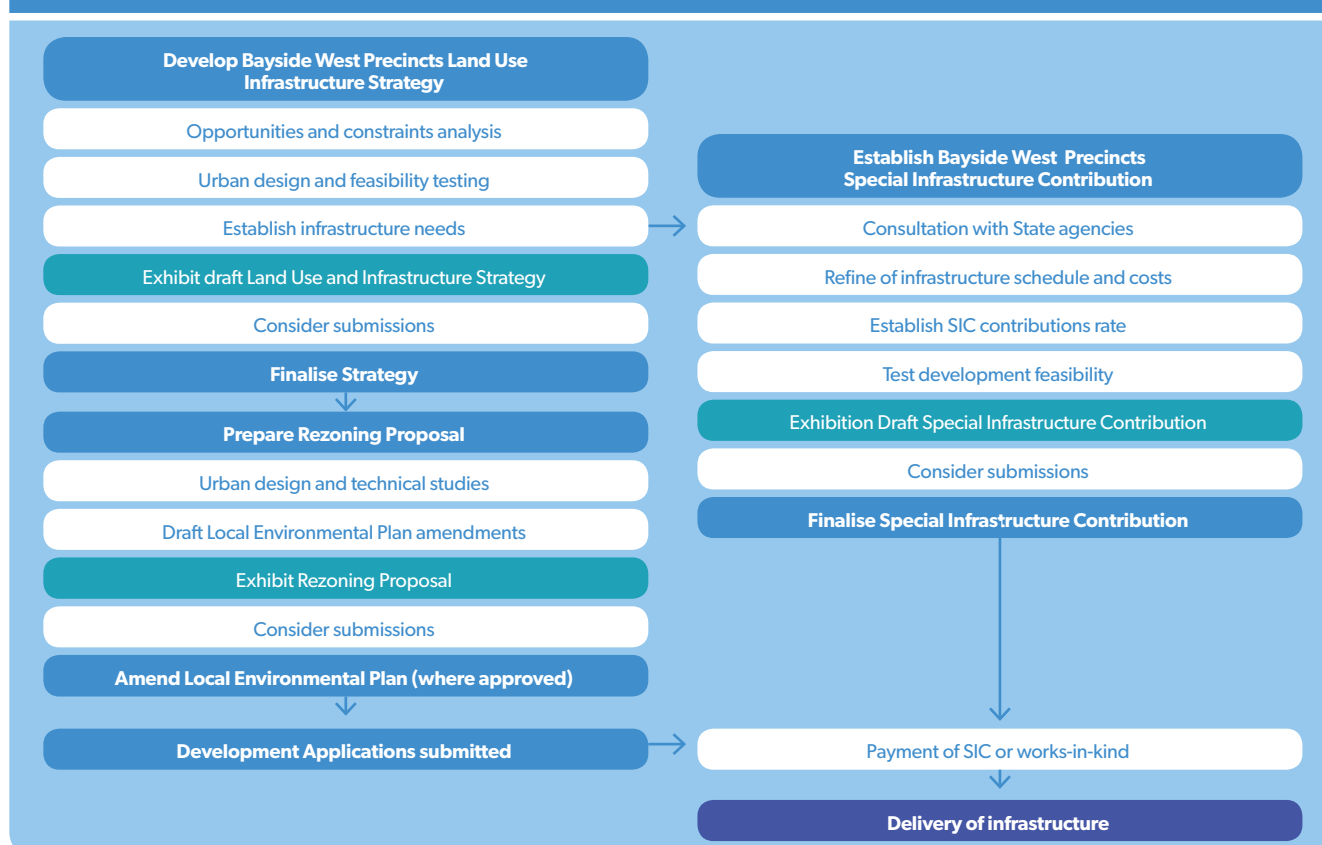 Develop Bayside West Precincts Land Use
Infrastructure Strategy
Opportunities and constraints analysis
Urban design and feasibility testing
Establish infrastructure needs
Exhibit draft Land Use and Infrastructure Strategy
Consider submissions
Finalise Strategy
Prepare Rezoning Proposal
Urban design and technical studies
Draft Local Environmental Plan amendments
Exhibit Rezoning Proposal
Consider submissions
Amend Local Environmental Plan (where approved)
Development Applications submitted
Establish Bayside West Precincts
Special Infrastructure Contribution
Consultation with State agencies
Refine of infrastructure schedule and costs
Establish SIC contributions rate
Test development feasibility
Exhibition Draft Special Infrastructure Contribution
Consider submissions
Finalise Special Infrastructure Contribution
Payment of SIC or works-in-kind
Delivery of infrastructure